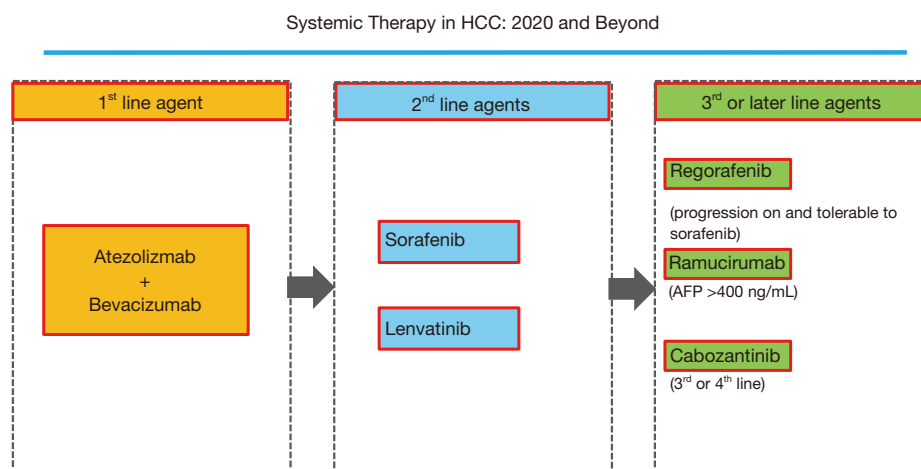 Systemic Therapy in HCC: 2020 and Beyond
1st line agent
Atezolizmab
+
Bevacizumab
2nd line agents
Sorafenib
Lenvatinib
3rd or later line agents
Regorafenib
(progression on and tolerable to
sorafenib)
Ramucirumab
(AFP >400 ng/mL)
Cabozantinib
(3rd or 4th line)